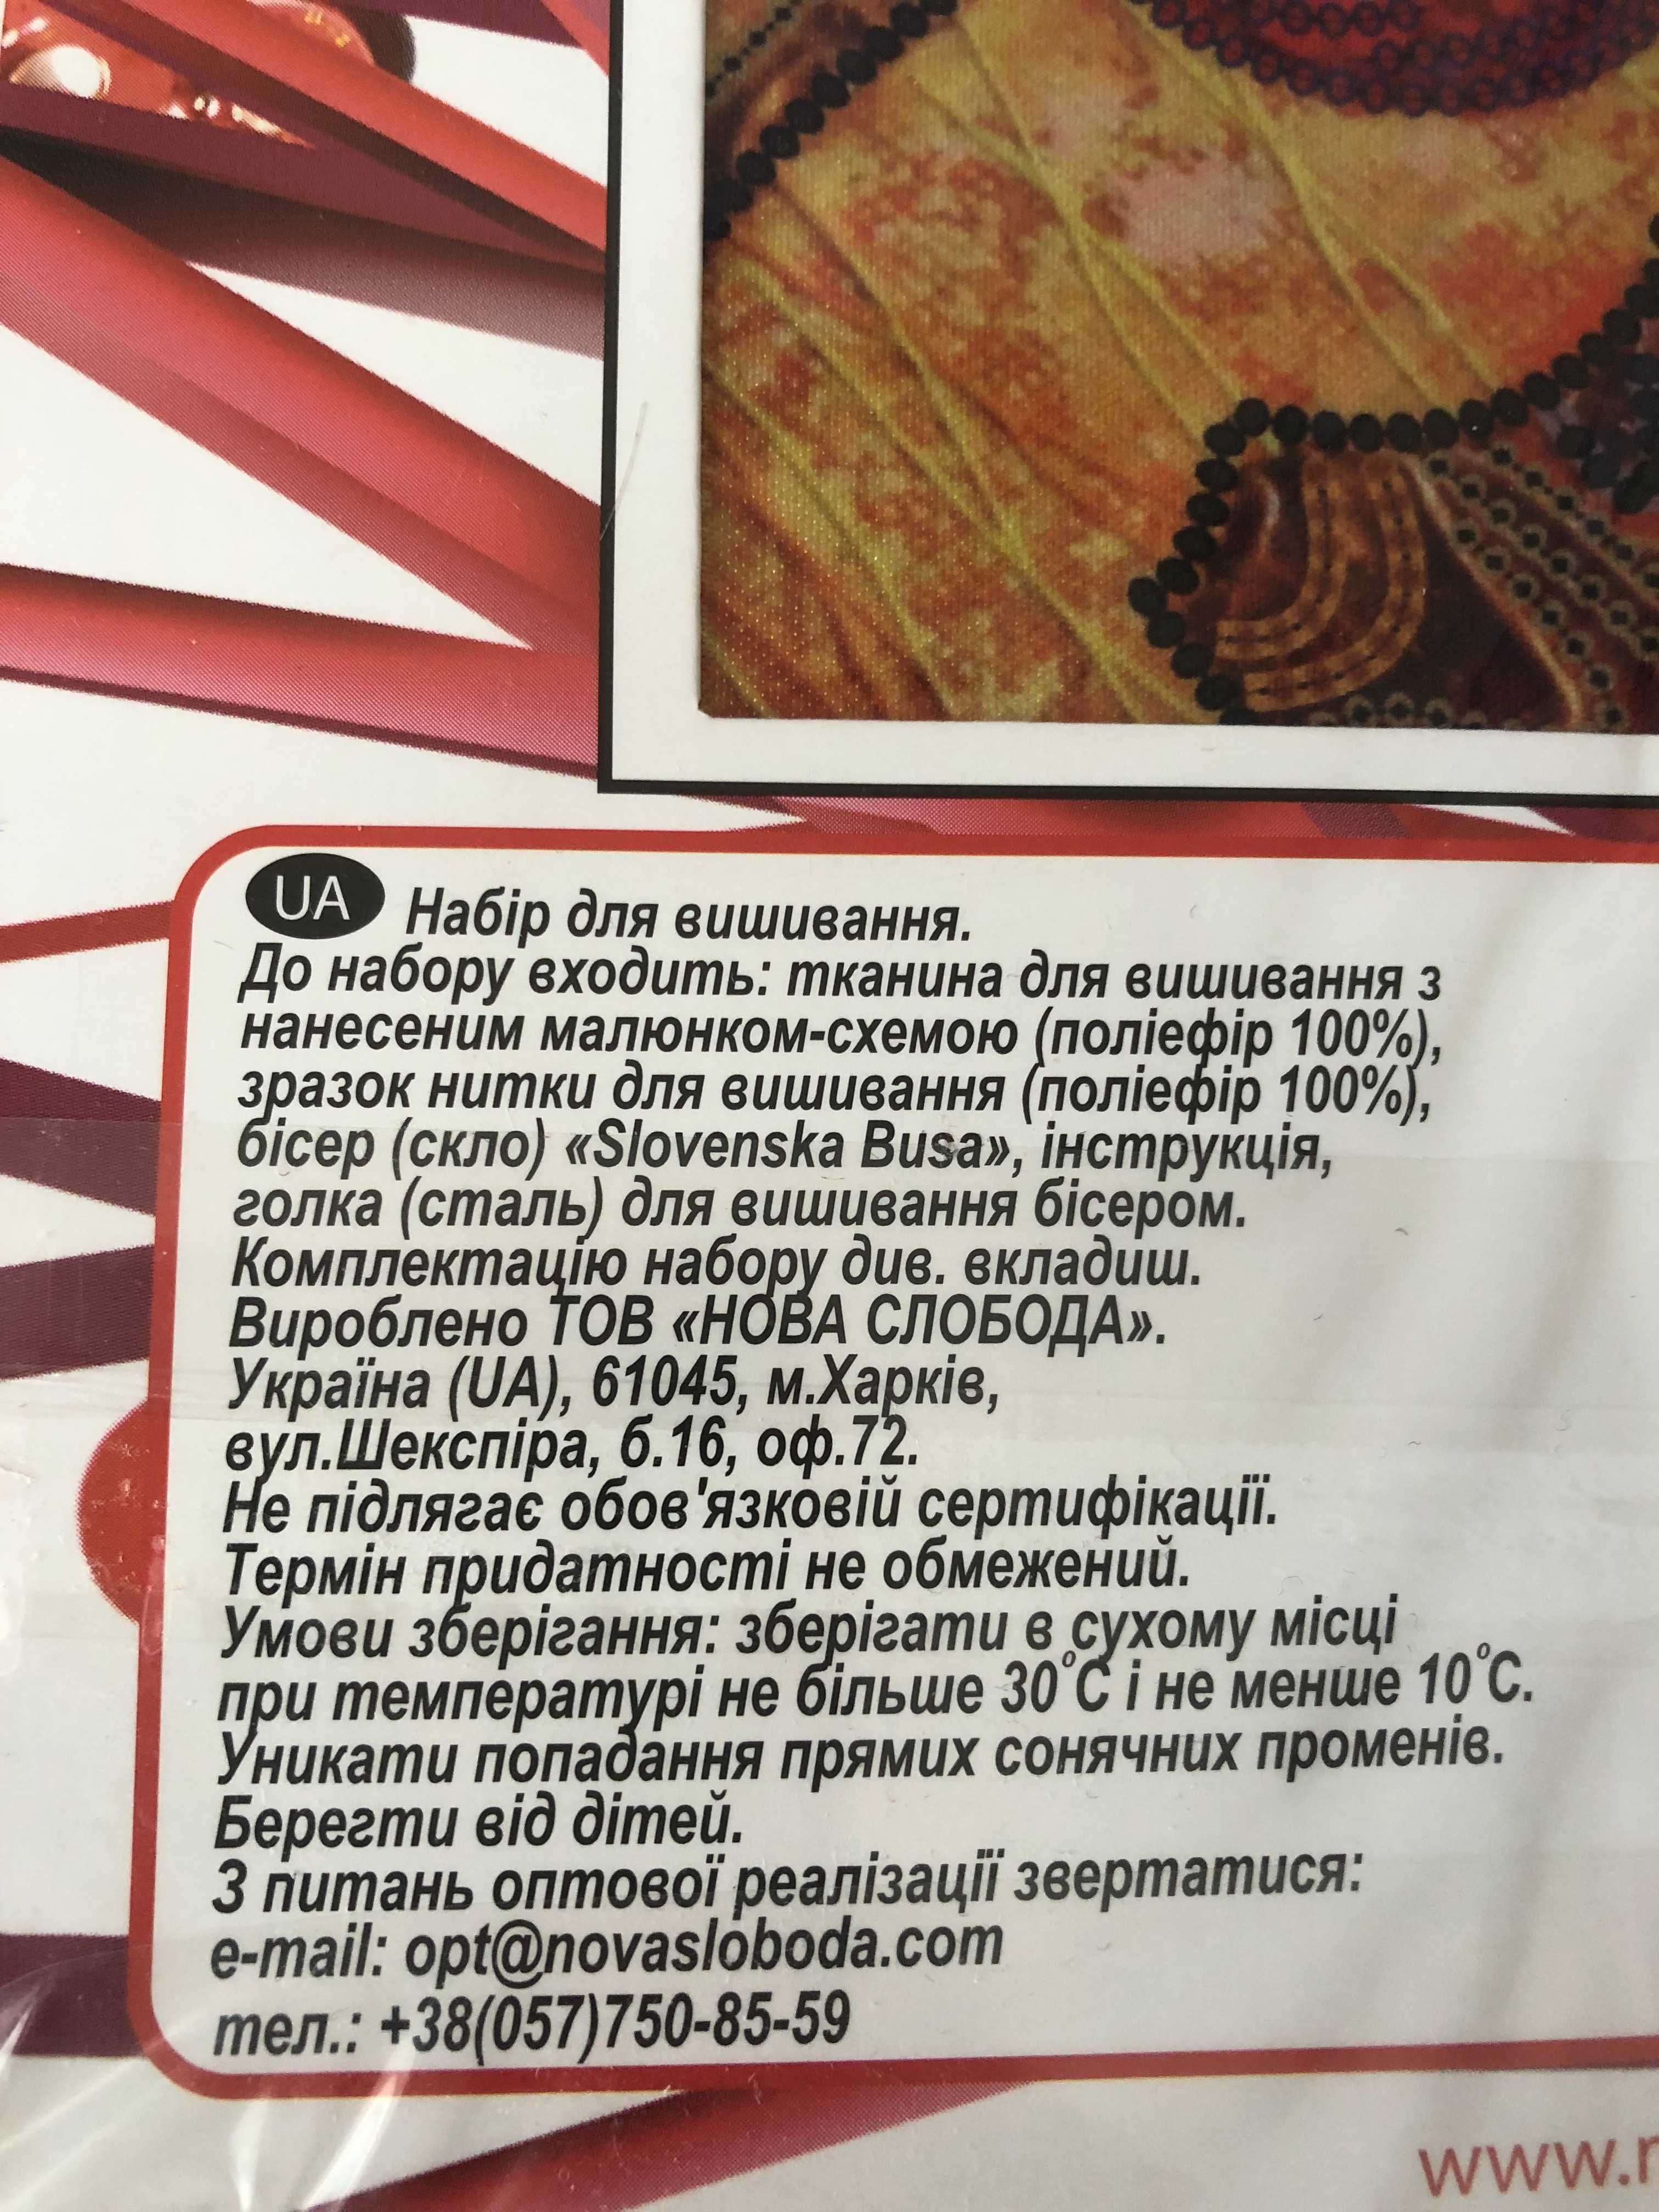 UA Набір для вишивання.
До набору входить: тканина для вишивання з
нанесеним малюнком-схемою (поліефір 100%),
зразок нитки для вишивання (поліефір 100%),
бісер (скло) «Slovenska Busa», інструкція,
голка (сталь) для вишивання бісером.
Комплектацію набору див. вкладиш.
Вироблено ТОВ «НОВА СЛОБОДА».
Україна (UA), 61045, м.Харків,
вул.Шекспіра, б.16, оф.72.
Не підлягає обов'язковій сертифікації.
Термін придатності не обмежений.
Умови зберігання: зберігати в сухому місці
при температурі не більше 30°С і не менше 10°С.
Уникати попадання прямих сонячних променів.
Берегти від дітей.
З питань оптової реалізації звертатися:
e-mail: opt@novasloboda.com
тел.: +38(057)750-85-59
www.